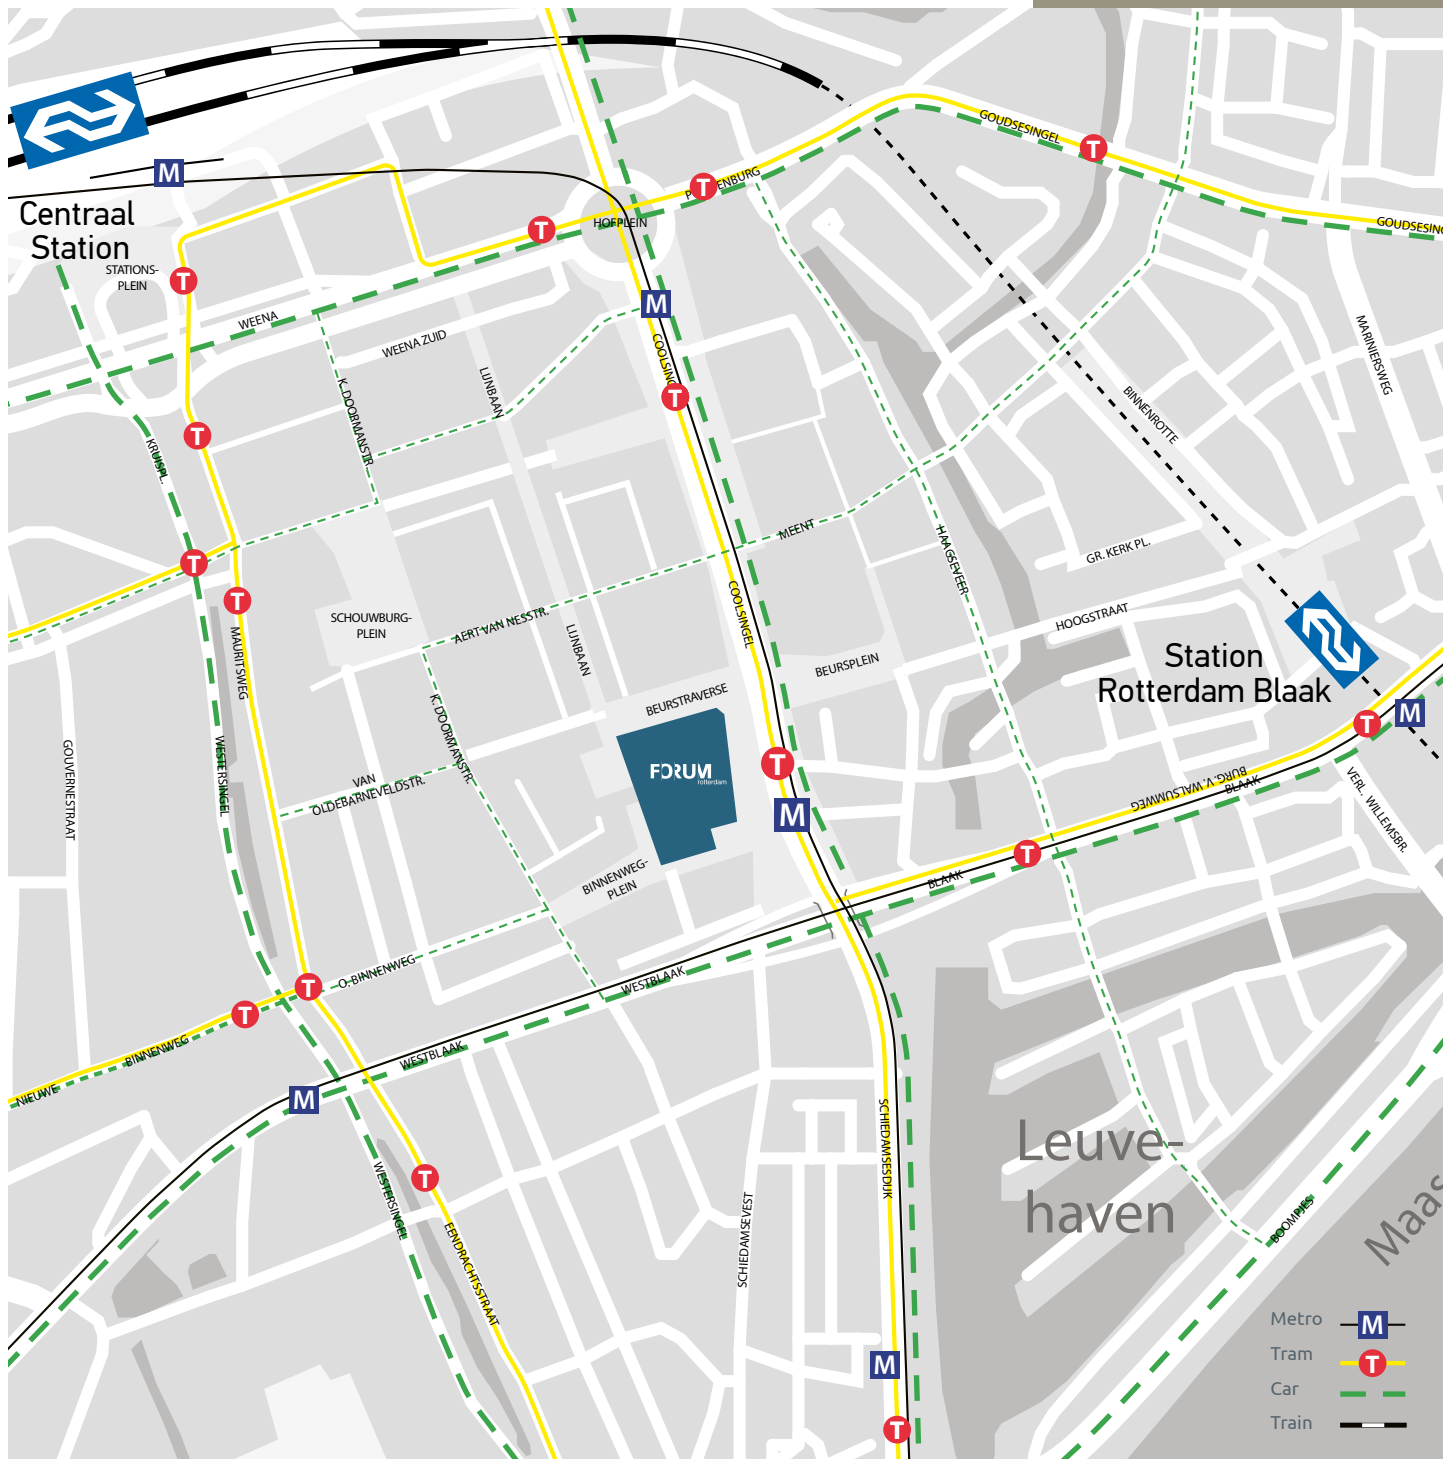 GOUDSESINGEL
T
M
Centraal
Station
T
HOFPLEIN
T
GOUDSESING
STATIONS-
PLEIN
T
M
WEENA
WEENA ZUID
COOLSING
MARINIERSWEG
LIJNBAAN
K. DOORMANSTR.
T
BINNENROTTE
KRUISPL.
T
MEENT
HAAGSEVEER
GR. KERK PL.
T
T
COOLSINGEL
SCHOUWBURG-
PLEIN
AERT VAN NESSTR.
HOOGSTRAAT
MAURITSWEG
LIJNBAAN
BEURSPLEIN
Station
Rotterdam Blaak
BEURSTRAVERSE
K. DOORMANSTR.
T
M
GOUVERNESTRAAT
WESTERSINGEL
FORUM
rotterdam
T
BURG. V. WALSUMWEG
BLAAK
VAN
OLDEBARNEVELDSTR.
VERL. WILLEMSBR.
M
T
BINNENWEG-
PLEIN
BLAAK
O. BINNENWEG
WESTBLAAK
T
T
BINNENWEG
WESTBLAAK
NIEUWE
M
SCHIEDAMSESDIJK
Leuve-
haven
T
WESTERSINGEL
SCHIEDAMSEVEST
BOOMPJES
Maas
EENDRACHTSSTRAAT
M
T
Metro
M
Tram
T
Car
Train